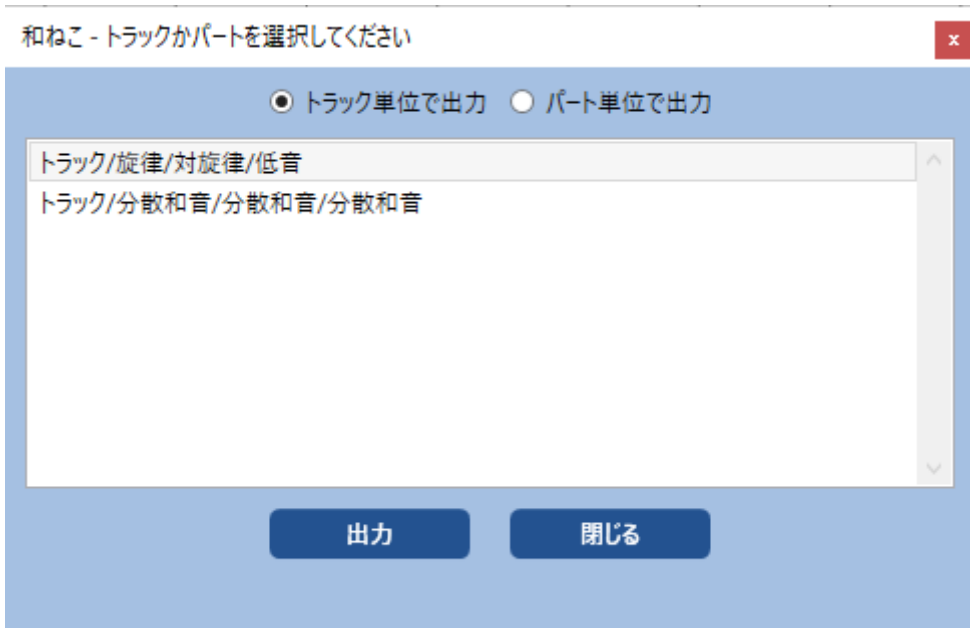 和ねこ - トラックかパートを選択してください
x
トラック単位で出力 パート単位で出力
トラック/旋律/対旋律/低音
トラック/分散和音/分散和音/分散和音
出力 閉じる